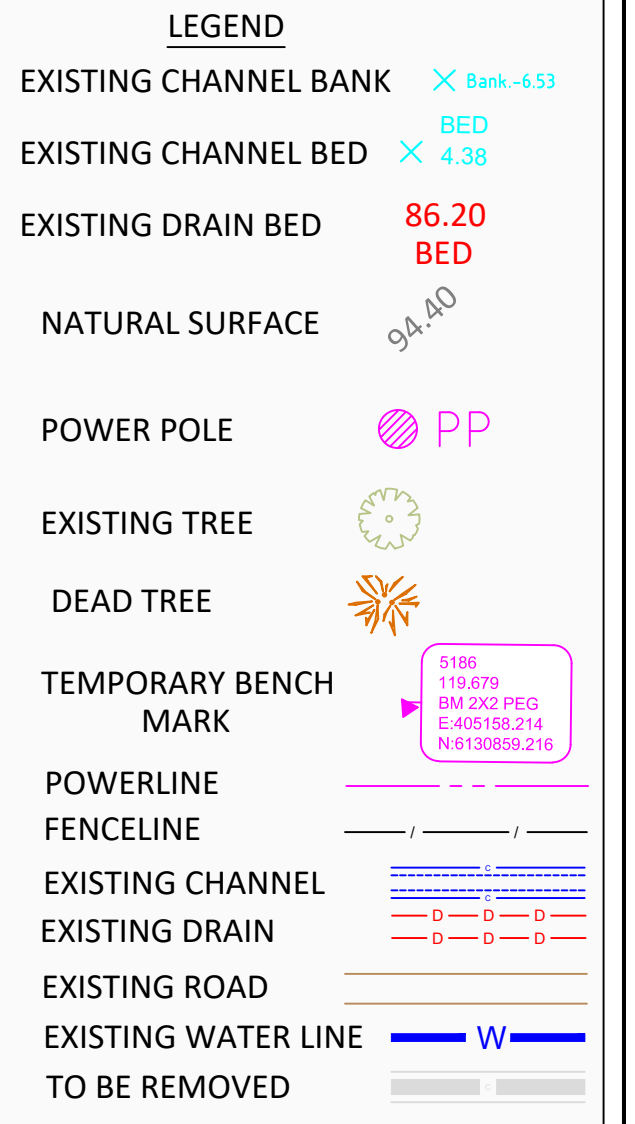 LEGEND
EXISTING CHANNEL BANK Bank.-6.53
EXISTING CHANNEL BED BED
4.38
EXISTING DRAIN BED 86.20
BED
NATURAL SURFACE 94.40
POWER POLE PP
EXISTING TREE
DEAD TREE
TEMPORARY BENCH
MARK
5186
119.679
BM 2X2 PEG
E:405158.214
N:6130859.216
POWERLINE
FENCELINE / /
EXISTING CHANNEL c
c
EXISTING DRAIN D D D
D D D
EXISTING ROAD
EXISTING WATER LINE W
TO BE REMOVED c